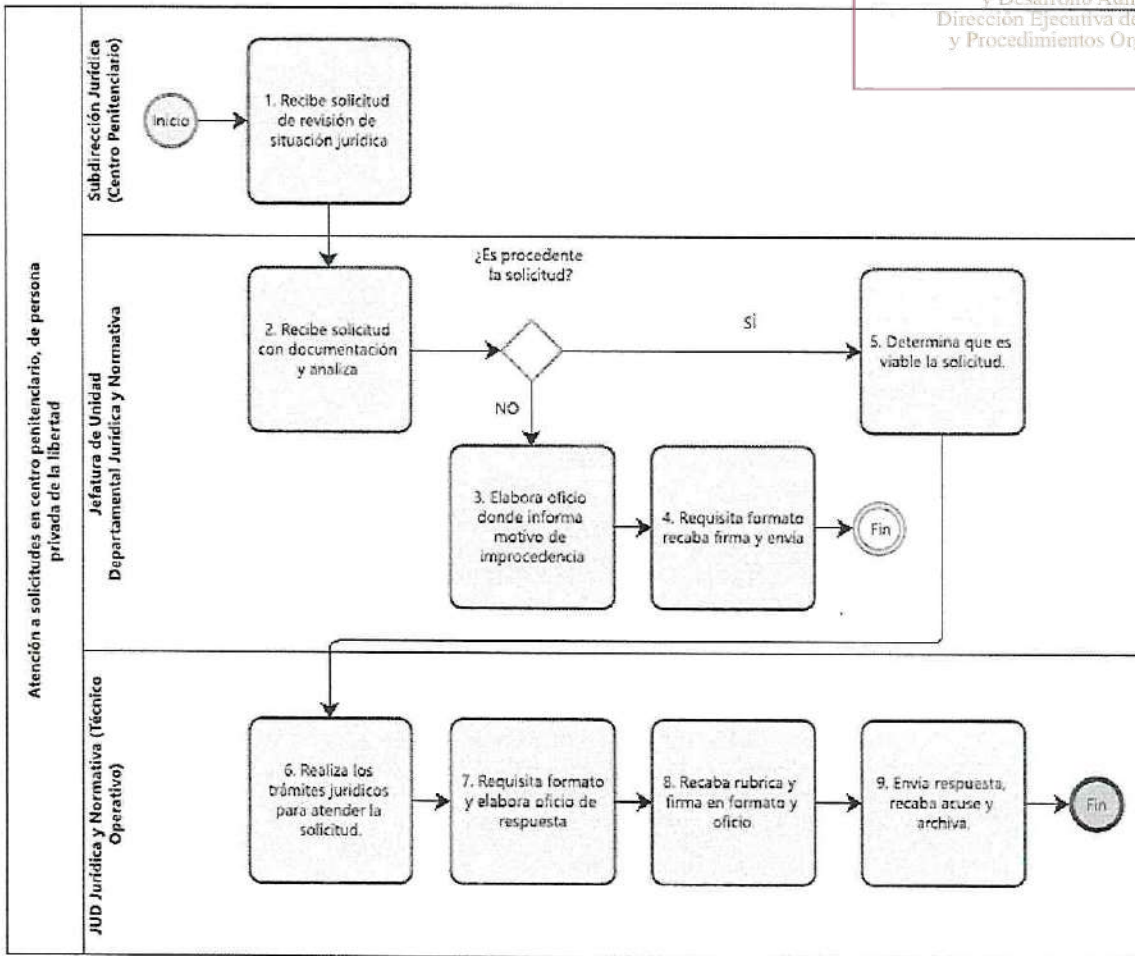 y Desarrollo
Dirección Ejecutiva de
y Procedimientos
Atención a solicitudes en centro penitenciario, de persona
privada de la libertad
Subdirección Jurídica
(Centro Penitenciario)
Inicio
1. Recibe solicitud
de revisión de
situación jurídica
Jefatura de Unidad
Departamental Jurídica y Normativa
2. Recibe solicitud
con documentación
y analiza
¿Es procedente
la solicitud?
SÍ
NO
5. Determina que es
viable la solicitud.
3. Elabora oficio
donde informa
motivo de
improcedencia
4. Requisita formato
recaba firma y envía
Fin
JUD Jurídica y Normativa (Técnico
Operativo)
6. Realiza los
trámites jurídicos
para atender la
solicitud.
7. Requisita formato
y elabora oficio de
respuesta
8. Recaba rubrica y
firma en formato y
oficio
9. Envía respuesta,
recaba acuse y
archiva.
Fin